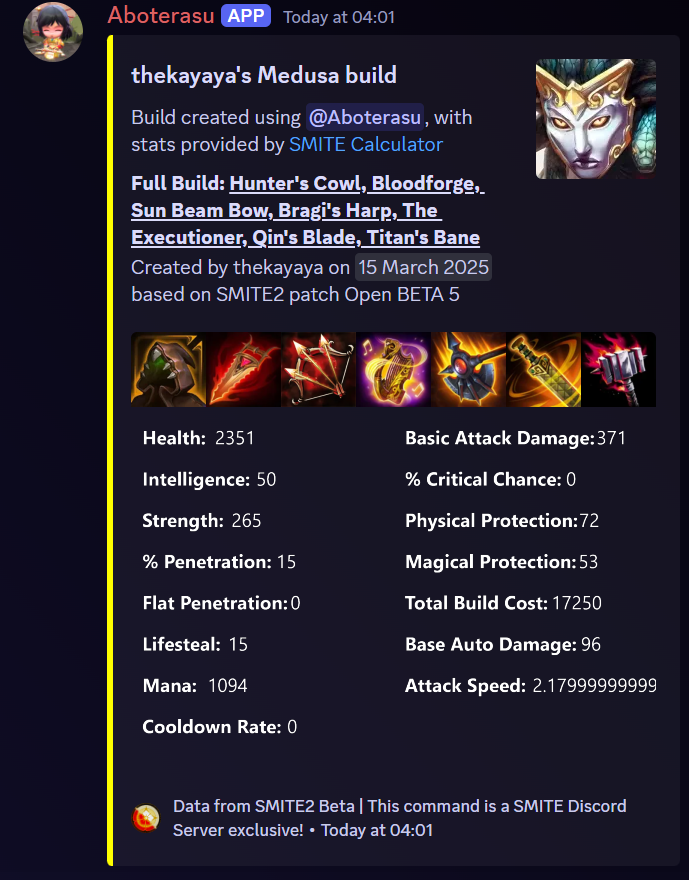 Aboterasu APP Today at 04:01
thekayaya's Medusa build
Build created using @Aboterasu, with
stats provided by SMITE Calculator
Full Build: Hunter's Cowl, Bloodforge,
Sun Beam Bow, Bragi's Harp, The
Executioner, Qin's Blade, Titan's Bane
Created by thekayaya on 15 March 2025
based on SMITE2 patch Open BETA 5
Health: 2351
Intelligence: 50
Strength: 265
% Penetration: 15
Flat Penetration: 0
Lifesteal: 15
Mana: 1094
Cooldown Rate: 0
Basic Attack Damage: 371
% Critical Chance: 0
Physical Protection: 72
Magical Protection: 53
Total Build Cost: 17250
Base Auto Damage: 96
Attack Speed: 2.17999999999
Data from SMITE2 Beta | This command is a SMITE Discord
Server exclusive! • Today at 04:01